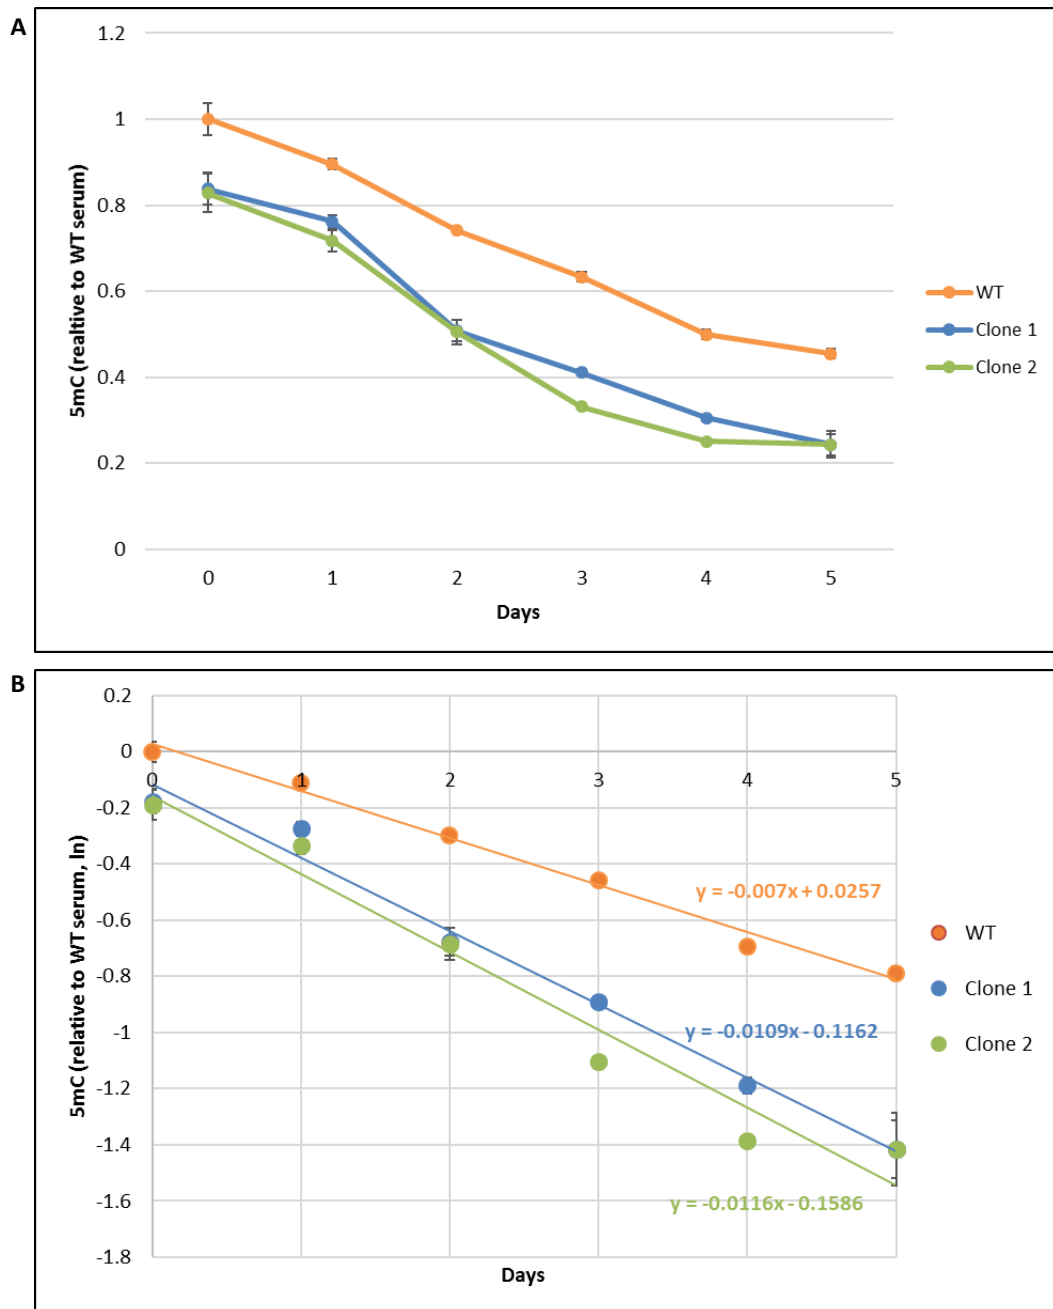 A
1.2
1
0.8
0.6
0.4
0.2
0
5mC (realtive to WT serum)
0 1 2 3 4 5
Days
WT
Clone 1
Clone 2
B
0.2
0
-0.2
-0.4
-0.6
-0.8
-1
-1.2
-1.4
-1.6
-1.8
5mC (relative to WT serum, ln)
0 1 2 3 4 5
y = -0.007x + 0.0257
y = -0.0109x - 0.1162
y = -0.0116x - 0.1586
Days
WT
Clone 1
Clone 2